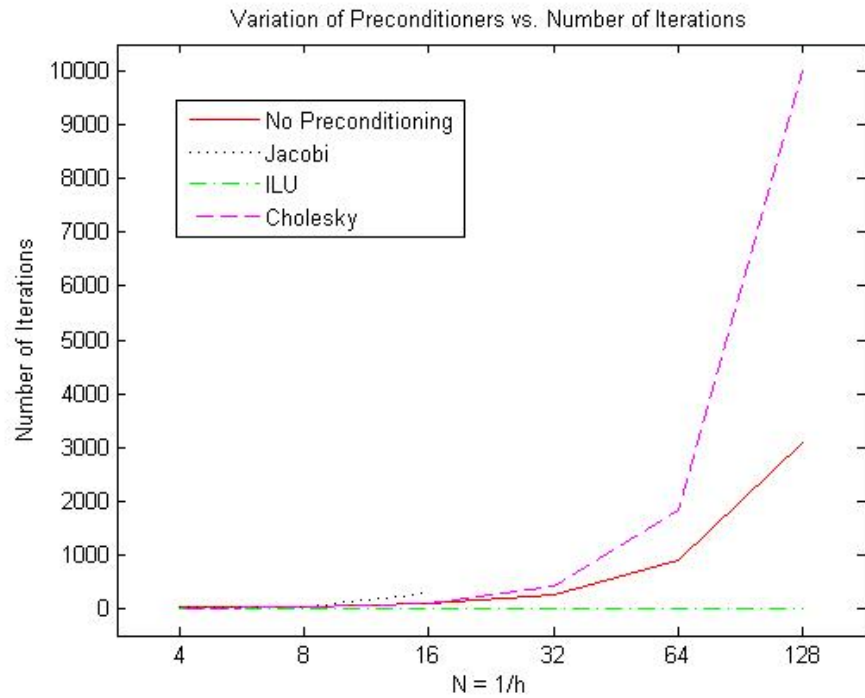 Variation of Preconditioners vs. Number of Iterations
10000
9000
8000
7000
6000
5000
4000
3000
2000
1000
0
Number of Iterations
No Preconditioning
Jacobi
ILU
Cholesky
4 8 16 32 64 128
N = 1/h